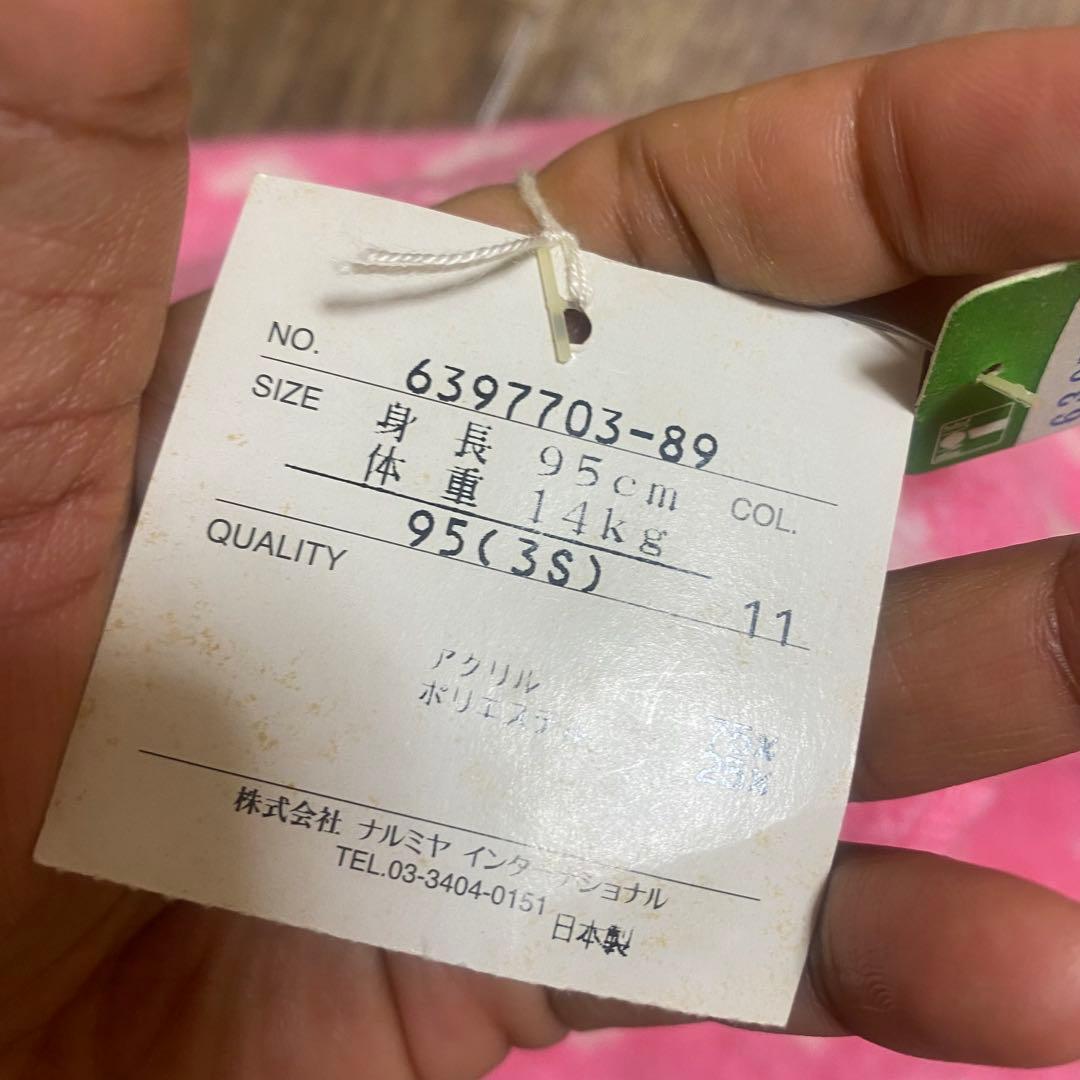 NO. 6397703-89
SIZE 身長 95cm COL.
体重 14kg
95(3S) 11
QUALITY
アクリル 75%
ポリエステル 25%
株式会社 ナルミヤ インターナショナル
TEL.03-3404-0151
日本製